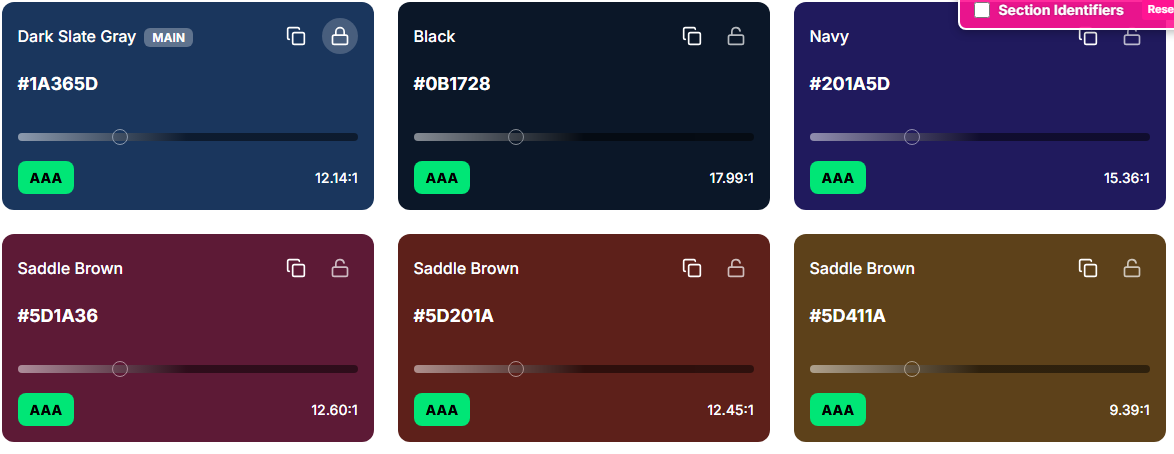 Section Identifiers
Dark Slate Gray MAIN
#1A365D
AAA 12.14:1
Black
#0B1728
AAA 17.99:1
Navy
#201A5D
AAA 15.36:1
Saddle Brown
#5D1A36
AAA 12.60:1
Saddle Brown
#5D201A
AAA 12.45:1
Saddle Brown
#5D411A
AAA 9.39:1